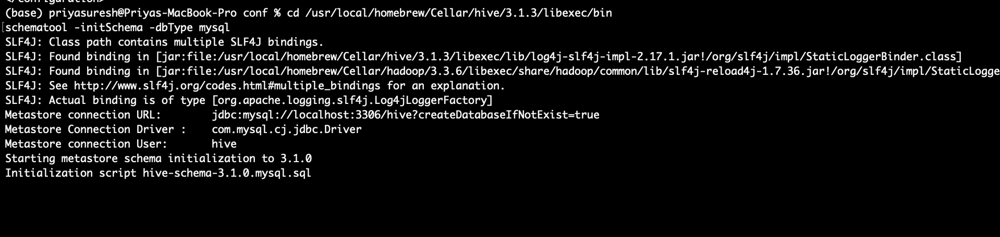 </configuration>
(base) priyasuresh@Priyas-MacBook-Pro conf % cd /usr/local/homebrew/Cellar/hive/3.1.3/libexec/bin
[schematool -initSchema -dbType mysql
SLF4J: Class path contains multiple SLF4J bindings.
SLF4J: Found binding in [jar:file:/usr/local/homebrew/Cellar/hive/3.1.3/libexec/lib/log4j-slf4j-impl-2.17.1.jar!/org/slf4j/impl/StaticLoggerBinder.class]
SLF4J: Found binding in [jar:file:/usr/local/homebrew/Cellar/hadoop/3.3.6/libexec/share/hadoop/common/lib/slf4j-reload4j-1.7.36.jar!/org/slf4j/impl/StaticLogge
SLF4J: See http://www.slf4j.org/codes.html#multiple_bindings for an explanation.
SLF4J: Actual binding is of type [org.apache.logging.slf4j.Log4jLoggerFactory]
Metastore connection URL:        jdbc:mysql://localhost:3306/hive?createDatabaseIfNotExist=true
Metastore Connection Driver :    com.mysql.cj.jdbc.Driver
Metastore connection User:       hive
Starting metastore schema initialization to 3.1.0
Initialization script hive-schema-3.1.0.mysql.sql